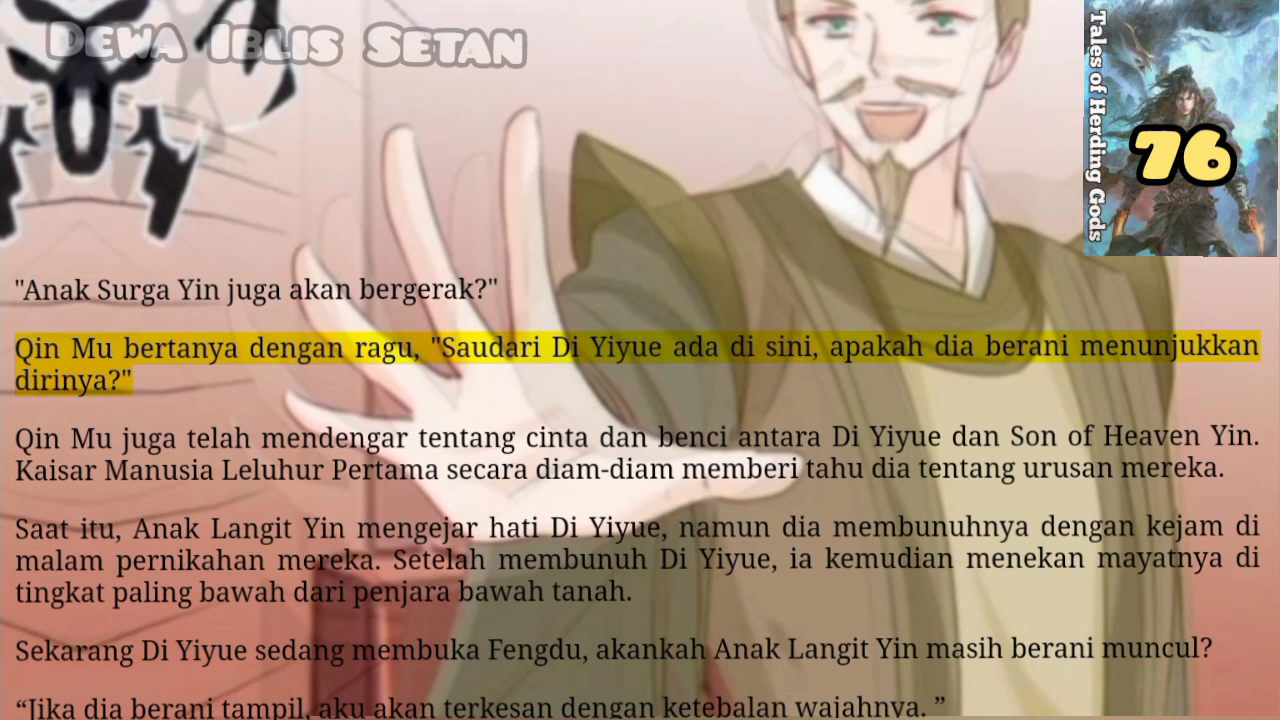 Dewa Iblis Setan
Tales of Herding Gods
76
"Anak Surga Yin juga akan bergerak?"
Qin Mu bertanya dengan ragu, "Saudari Di Yiyue ada di sini, apakah dia berani menunjukkan
dirinya?"
Qin Mu juga telah mendengar tentang cinta dan benci antara Di Yiyue dan Son of Heaven Yin.
Kaisar Manusia Leluhur Pertama secara diam-diam memberi tahu dia tentang urusan mereka.
Saat itu, Anak Langit Yin mengejar hati Di Yiyue, namun dia membunuhnya dengan kejam di
malam pernikahan mereka. Setelah membunuh Di Yiyue, ia kemudian menekan mayatnya di
tingkat paling bawah dari penjara bawah tanah.
Sekarang Di Yiyue sedang membuka Fengdu, akankah Anak Langit Yin masih berani muncul?
“Jika dia berani tampil, aku akan terkesan dengan ketebalan wajahnya. ”